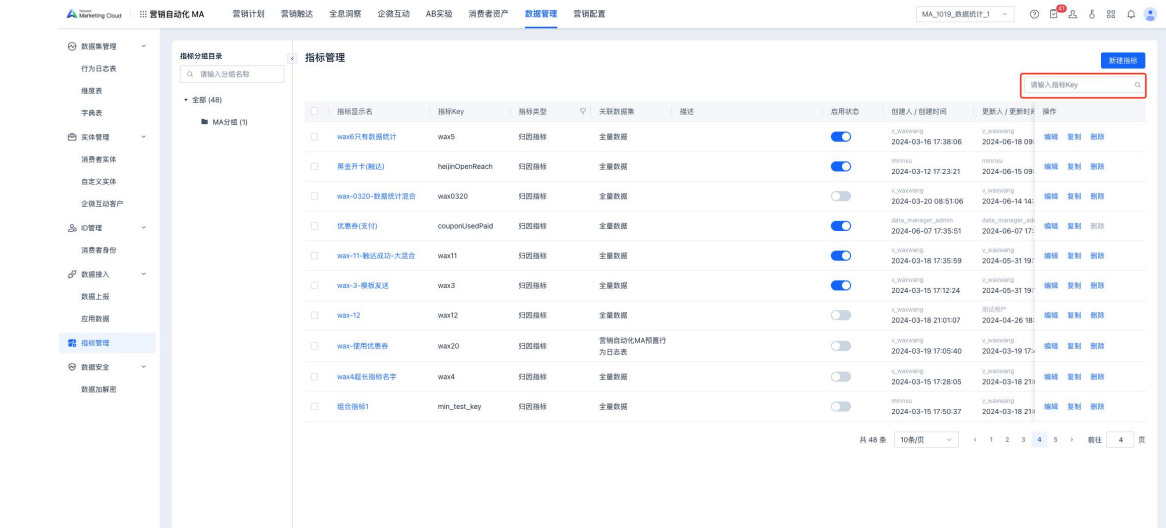 Tencent
Marketing Cloud
营销自动化 MA
营销计划 营销触达 全息洞察 企微互动 AB实验 消费者资产 数据管理 营销配置
MA_1019_数据统计_1
41
数据集管理
行为日志表
维度表
字典表
实体管理
消费者实体
自定义实体
企微互动客户
ID管理
消费者身份
数据接入
数据上报
应用数据
指标管理
数据安全
数据加解密
指标分组目录
请输入分组名称
全部 (48)
MA分组 (1)
指标管理
新建指标
请输入指标Key
指标显示名 指标Key 指标类型 关联数据集 描述 启用状态 创建人 / 创建时间 更新人 / 更新时间 操作
wax6只有数据统计 wax5 归因指标 全量数据 v_waxwang 2024-03-16 17:38:06 v_waxwang 2024-06-18 09: 编辑 复制 删除
黑金开卡(触达) heijinOpenReach 归因指标 全量数据 minnxu 2024-03-12 17:23:21 minnxu 2024-06-15 09: 编辑 复制 删除
wax-0320-数据统计混合 wax0320 归因指标 全量数据 v_waxwang 2024-03-20 08:51:06 v_waxwang 2024-06-14 14: 编辑 复制 删除
优惠券(支付) couponUsedPaid 归因指标 全量数据 data_manager_admin 2024-06-07 17:35:51 data_manager_adm 2024-06-07 17: 编辑 复制 删除
wax-11-触达成功-大混合 wax11 归因指标 全量数据 v_waxwang 2024-03-18 17:35:59 v_waxwang 2024-05-31 19: 编辑 复制 删除
wax-3-模板发送 wax3 归因指标 全量数据 v_waxwang 2024-03-15 17:12:24 v_waxwang 2024-05-31 19: 编辑 复制 删除
wax-12 wax12 归因指标 全量数据 v_waxwang 2024-03-18 21:01:07 测试用户 2024-04-26 18: 编辑 复制 删除
wax-使用优惠券 wax20 归因指标 营销自动化MA预置行为日志表 v_waxwang 2024-03-19 17:05:40 v_waxwang 2024-03-19 17: 编辑 复制 删除
wax4超长指标名字 wax4 归因指标 全量数据 v_waxwang 2024-03-15 17:28:05 v_waxwang 2024-03-18 21: 编辑 复制 删除
组合指标1 min_test_key 归因指标 全量数据 minnxu 2024-03-15 17:50:37 v_waxwang 2024-03-18 21: 编辑 复制 删除
共 48 条 10条/页 1 2 3 4 5 前往 4 页